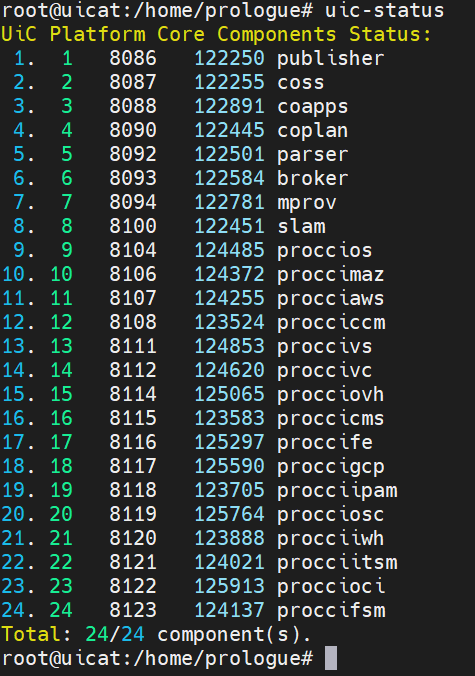 root@uicat:/home/prologue# uic-status
UiC Platform Core Components Status:
1. 1 8086 122250 publisher
2. 2 8087 122255 coss
3. 3 8088 122891 coapps
4. 4 8090 122445 coplan
5. 5 8092 122501 parser
6. 6 8093 122584 broker
7. 7 8094 122781 mprov
8. 8 8100 122451 slam
9. 9 8104 124485 proccios
10. 10 8106 124372 proccimaz
11. 11 8107 124255 procciaws
12. 12 8108 123524 procciccm
13. 13 8111 124853 proccivs
14. 14 8112 124620 proccivc
15. 15 8114 125065 procciovh
16. 16 8115 123583 proccicms
17. 17 8116 125297 proccife
18. 18 8117 125590 proccigcp
19. 19 8118 123705 procciipam
20. 20 8119 125764 procciosc
21. 21 8120 123888 procciiwh
22. 22 8121 124021 procciitsm
23. 23 8122 125913 proccioci
24. 24 8123 124137 proccifsm
Total: 24/24 component(s).
root@uicat:/home/prologue#